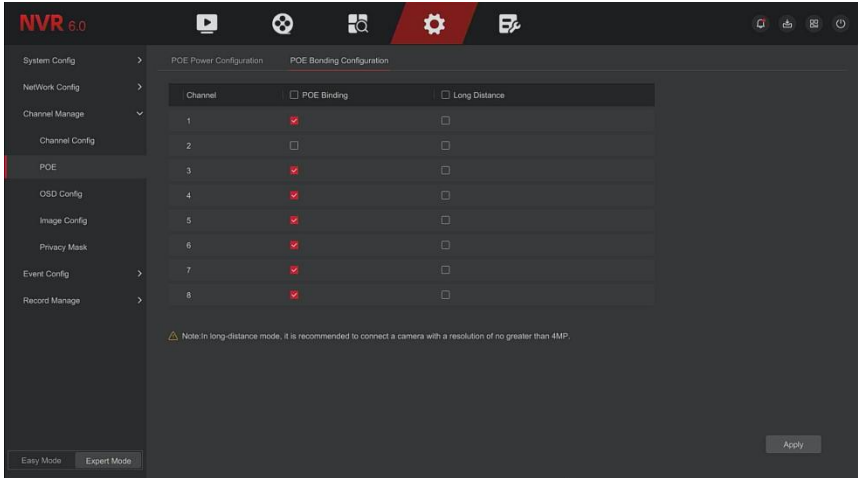 NVR 6.0
System Config
NetWork Config
Channel Manage
Channel Config
POE
OSD Config
Image Config
Privacy Mask
Event Config
Record Manage
Easy Mode Expert Mode
POE Power Configuration POE Bonding Configuration
Channel POE Binding Long Distance
1
2
3
4
5
6
7
8
Note:In long-distance mode, it is recommended to connect a camera with a resolution of no greater than 4MP.
Apply